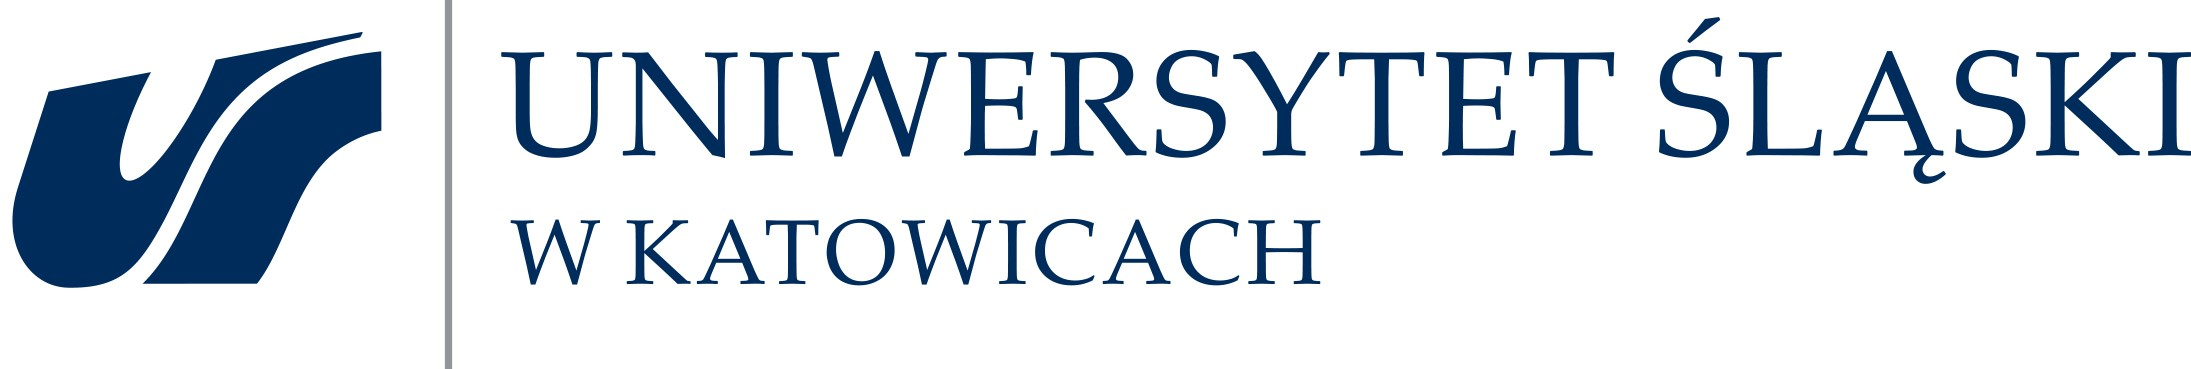 UNIWERSYTET ŚLĄSKI
W KATOWICACH